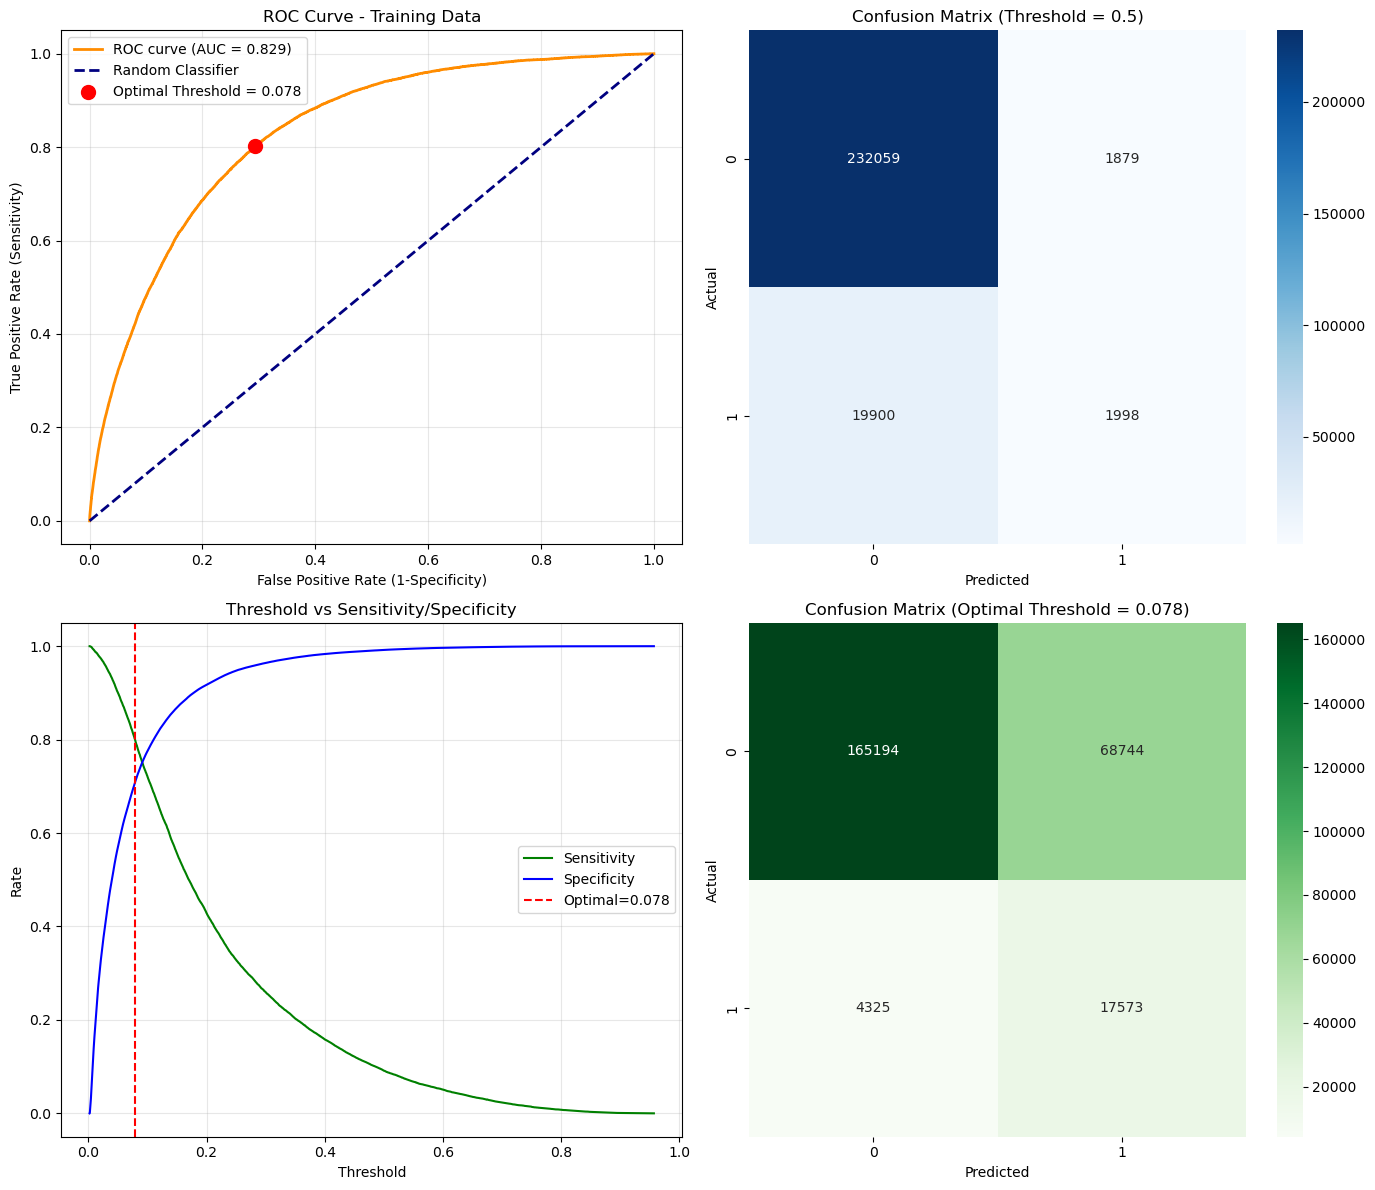 ROC Curve - Training Data
ROC curve (AUC = 0.829)
Random Classifier
Optimal Threshold = 0.078
True Positive Rate (Sensitivity)
1.0
0.8
0.6
0.4
0.2
0.0
0.0 0.2 0.4 0.6 0.8 1.0
False Positive Rate (1-Specificity)
Confusion Matrix (Threshold = 0.5)
Actual
0
1
232059 1879
19900 1998
0 1
Predicted
200000
150000
100000
50000
Threshold vs Sensitivity/Specificity
Rate
1.0
0.8
0.6
0.4
0.2
0.0
Sensitivity
Specificity
Optimal=0.078
0.0 0.2 0.4 0.6 0.8 1.0
Threshold
Confusion Matrix (Optimal Threshold = 0.078)
Actual
0
1
165194 68744
4325 17573
0 1
Predicted
160000
140000
120000
100000
80000
60000
40000
20000